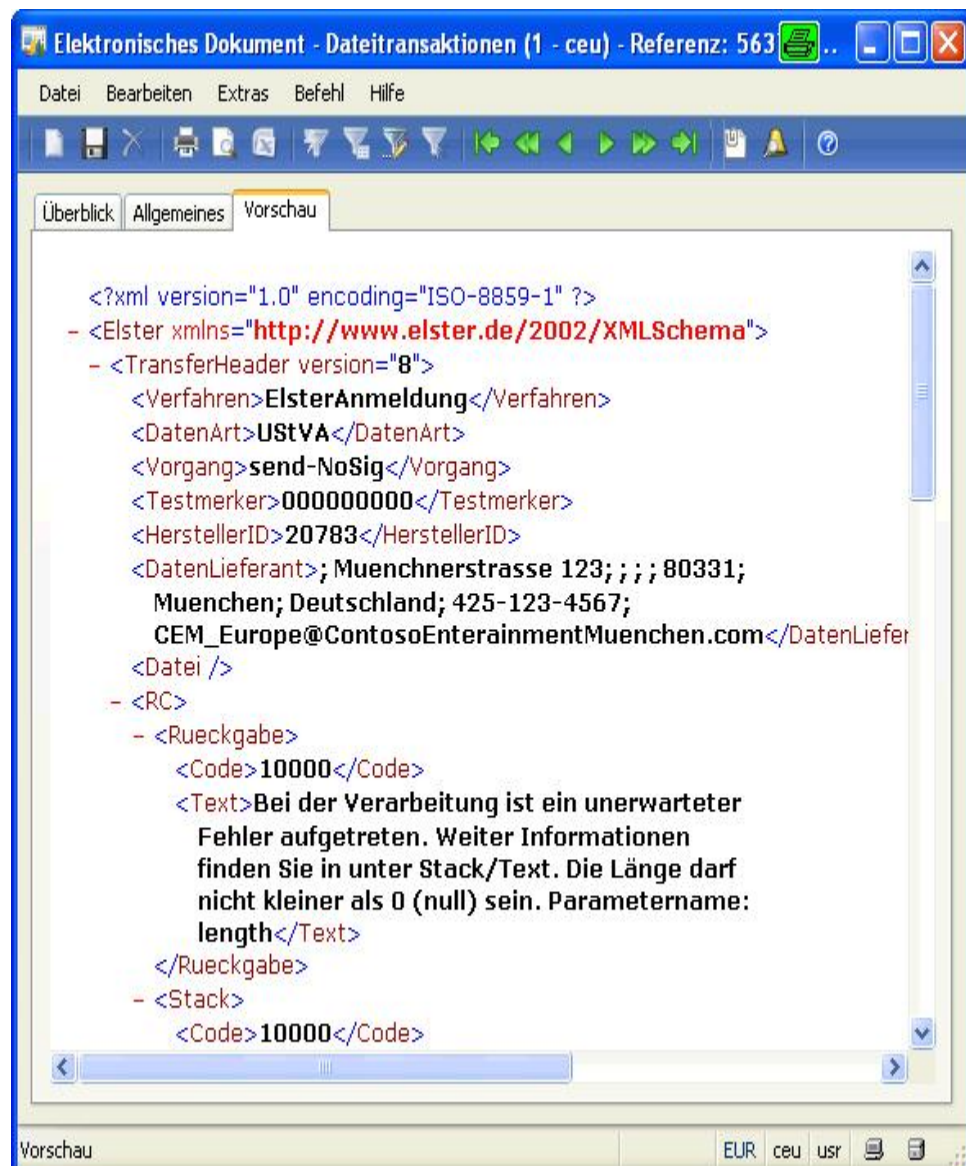 Elektronisches Dokument - Dateitransaktionen (1 - ceu) - Referenz: 563 ..
Datei Bearbeiten Extras Befehl Hilfe
Überblick Allgemeines Vorschau
<?xml version="1.0" encoding="ISO-8859-1" ?>
- <Elster xmlns="http://www.elster.de/2002/XMLSchema">
- <TransferHeader version="8">
<Verfahren>ElsterAnmeldung</Verfahren>
<DatenArt>UStVA</DatenArt>
<Vorgang>send-NoSig</Vorgang>
<Testmerker>000000000</Testmerker>
<HerstellerID>20783</HerstellerID>
<DatenLieferant>; Muenchnerstrasse 123; ; ; ; 80331;
Muenchen; Deutschland; 425-123-4567;
CEM_Europe@ContosoEnterainmentMuenchen.com</DatenLiefer
<Datei />
- <RC>
- <Rueckgabe>
<Code>10000</Code>
<Text>Bei der Verarbeitung ist ein unerwarteter
Fehler aufgetreten. Weiter Informationen
finden Sie in unter Stack/Text. Die Länge darf
nicht kleiner als 0 (null) sein. Parametername:
length</Text>
</Rueckgabe>
- <Stack>
<Code>10000</Code>
Vorschau EUR ceu usr